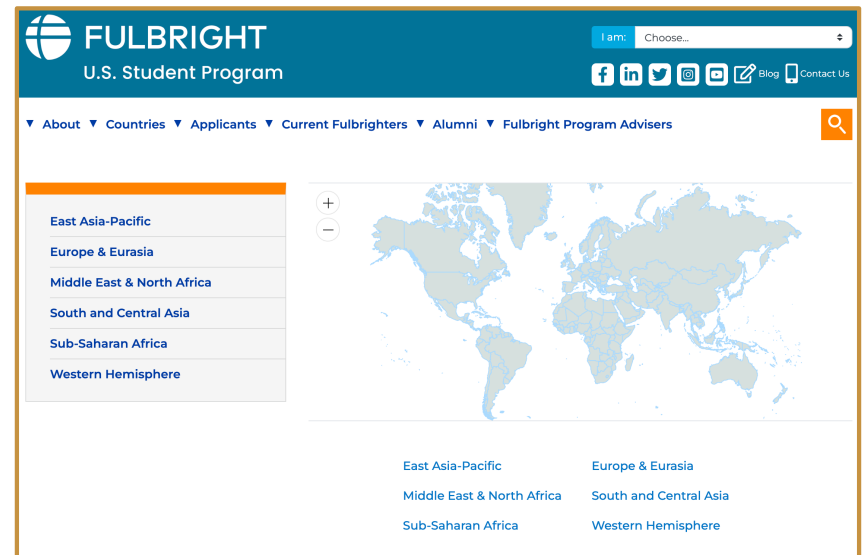 FULBRIGHT
U.S. Student Program
I am: Choose...
Blog Contact Us
About Countries Applicants Current Fulbrighters Alumni Fulbright Program Advisers
East Asia-Pacific
Europe & Eurasia
Middle East & North Africa
South and Central Asia
Sub-Saharan Africa
Western Hemisphere
East Asia-Pacific Europe & Eurasia
Middle East & North Africa South and Central Asia
Sub-Saharan Africa Western Hemisphere